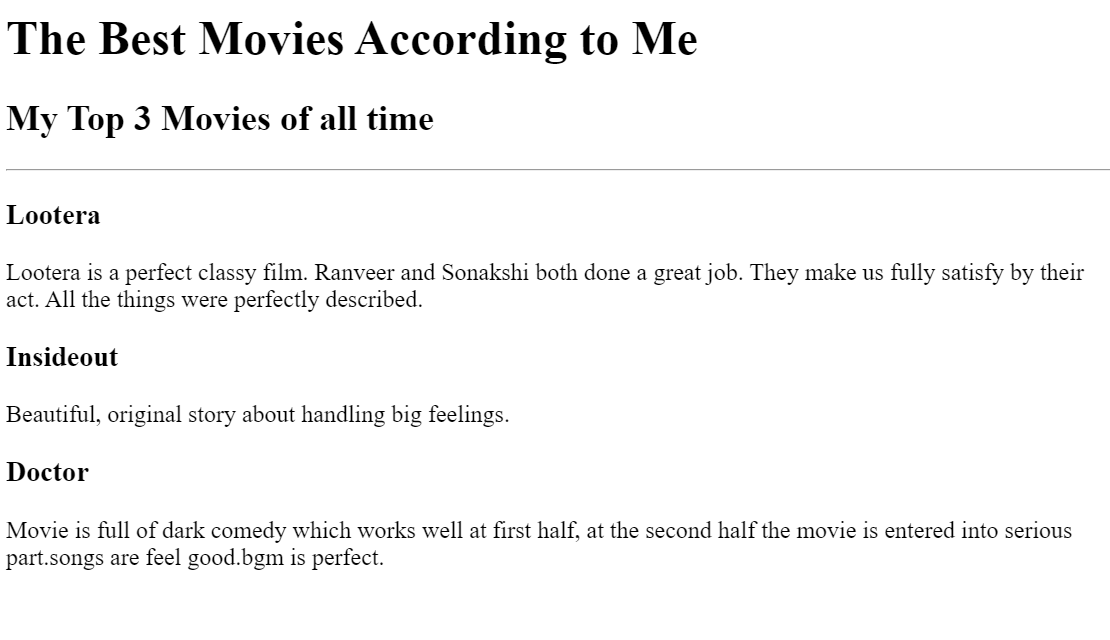 The Best Movies According to Me
My Top 3 Movies of all time
Lootera
Lootera is a perfect classy film. Ranveer and Sonakshi both done a great job. They make us fully satisfy by their
act. All the things were perfectly described.
Insideout
Beautiful, original story about handling big feelings.
Doctor
Movie is full of dark comedy which works well at first half, at the second half the movie is entered into serious
part.songs are feel good.bgm is perfect.